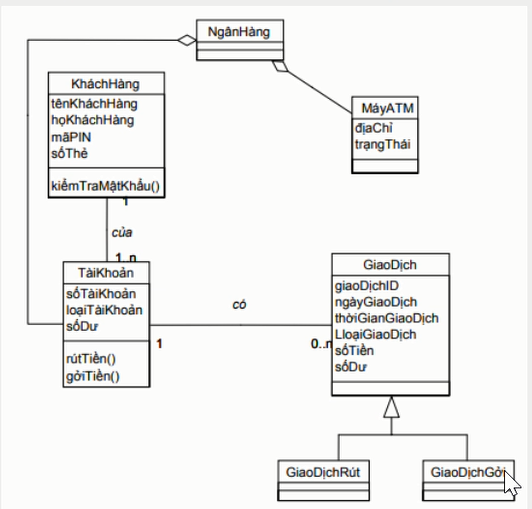 NgânHàng
KháchHàng
tênKháchHàng
họKháchHàng
mãPIN
sốThẻ
kiểmTraMậtKhẩu()
MáyATM
địaChỉ
trạngThái
1
của
1..n
TàiKhoản
sốTàiKhoản
loạiTàiKhoản
sốDư
rútTiền()
gởiTiền()
có
1
0..n
GiaoDịch
giaoDịchID
ngàyGiaoDịch
thờiGianGiaoDịch
LloạiGiaoDịch
sốTiền
sốDư
GiaoDịchRút
GiaoDịchGởi